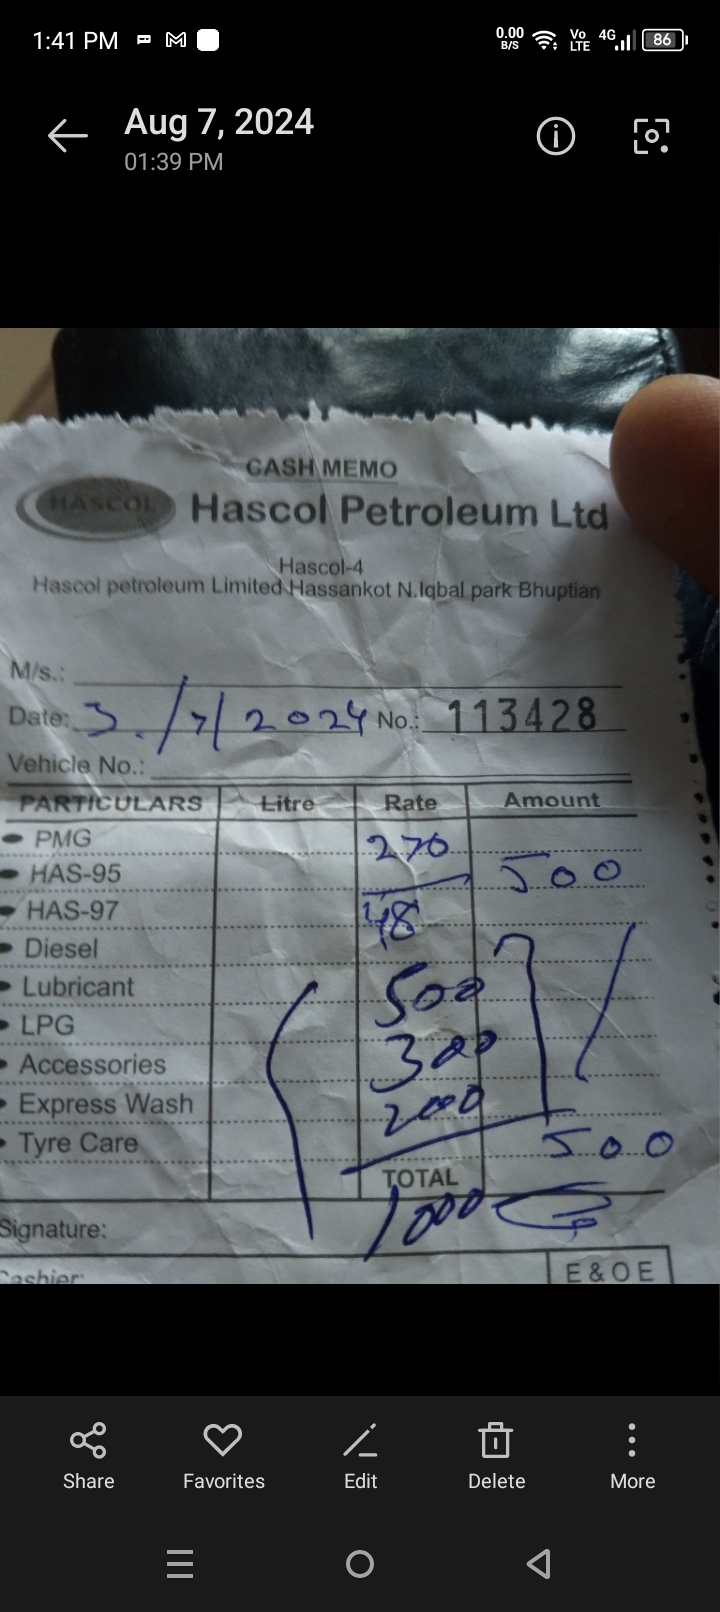 1:41 PM 0.00 B/S Vo LTE 4G 86
Aug 7, 2024
01:39 PM
CASH MEMO
HASCOL Hascol Petroleum Ltd
Hascol-4
Hascol petroleum Limited Hassankot N.Iqbal park Bhuptian
M/s.:
Date: 3./7/2024 No.: 113428
Vehicle No.:
PARTICULARS Litre Rate Amount
PMG 270
HAS-95 500
HAS-97 48
Diesel
Lubricant 500
LPG
Accessories 300
Express Wash 200
Tyre Care 500
TOTAL
1000
Signature:
Cashier:
E & O E
Share Favorites Edit Delete More